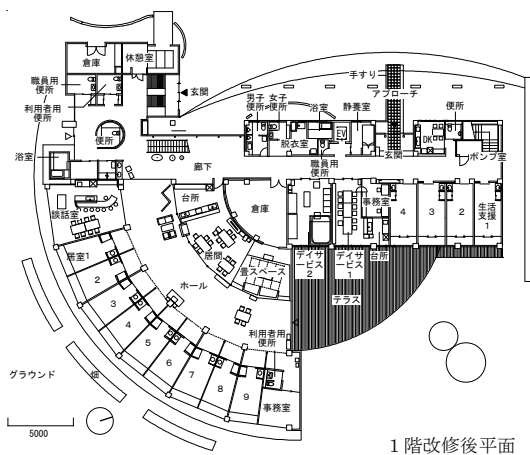 倉庫
休憩室
職員用
便所
利用者用
便所
玄関
便所
浴室
廊下
談話室
台所
倉庫
居間
畳スペース
ホール
利用者用
便所
居室1
2
3
4
5
6
7
8
9
事務室
手すり
アプローチ
男子
便所
女子
便所
浴室
静養室
便所
脱衣室
EV
職員用
便所
玄関
DK
ポンプ室
事務室
4
3
2
生活
支援
1
デイサ
ービス
2
デイサ
ービス
1
台所
テラス
グラウンド
畑
5000
1階改修後平面